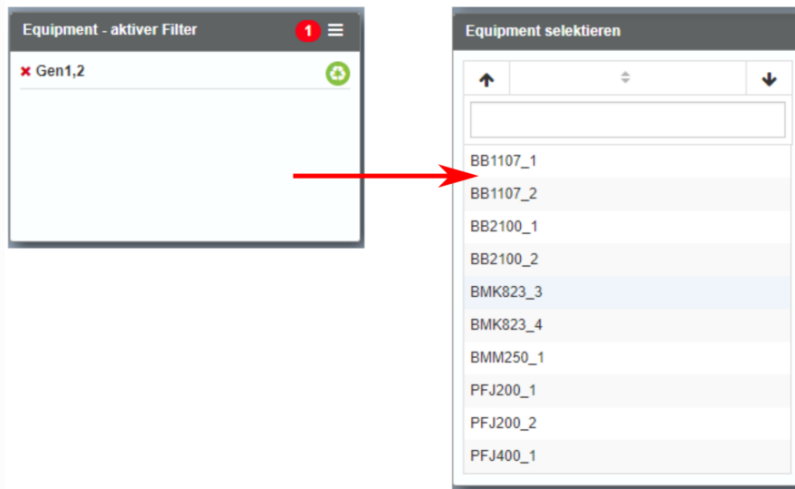 Equipment - aktiver Filter 1
Gen1,2
Equipment selektieren
BB1107_1
BB1107_2
BB2100_1
BB2100_2
BMK823_3
BMK823_4
BMM250_1
PFJ200_1
PFJ200_2
PFJ400_1